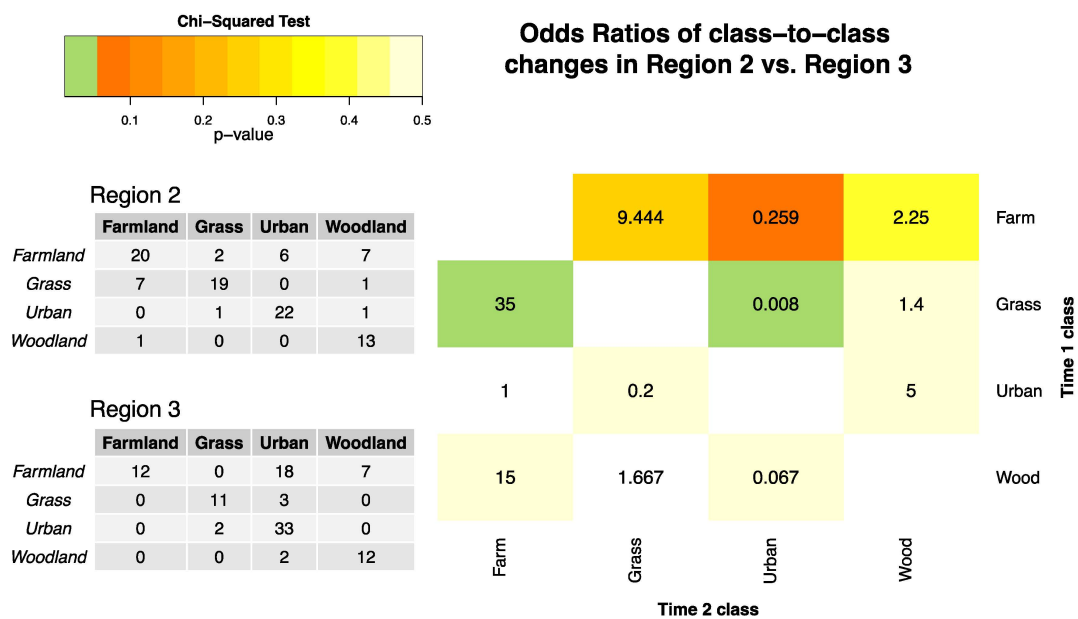 Chi−Squared Test
0.1 0.2 0.3 0.4 0.5
p−value
Odds Ratios of class−to−class
changes in Region 2 vs. Region 3
Region 2
Farmland Grass Urban Woodland
Farmland 20 2 6 7
Grass 7 19 0 1
Urban 0 1 22 1
Woodland 1 0 0 13
Region 3
Farmland Grass Urban Woodland
Farmland 12 0 18 7
Grass 0 11 3 0
Urban 0 2 33 0
Woodland 0 0 2 12
9.444 0.259 2.25 Farm
35 0.008 1.4 Grass
1 0.2 5 Urban
15 1.667 0.067 Wood
Time 1 class
Farm Grass Urban Wood
Time 2 class